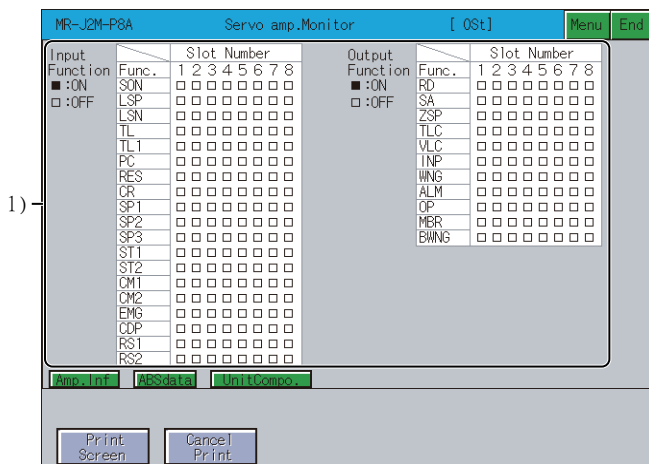 MR-J2M-P8A Servo amp.Monitor [ 0St] Menu End
Input Function
■ :ON
□ :OFF
Slot Number
Func. 1 2 3 4 5 6 7 8
SON
LSP
LSN
TL
TL1
PC
RES
CR
SP1
SP2
SP3
ST1
ST2
CM1
CM2
EMG
CDP
RS1
RS2
Output Function
■ :ON
□ :OFF
Slot Number
Func. 1 2 3 4 5 6 7 8
RD
SA
ZSP
TLC
VLC
INP
WNG
ALM
OP
MBR
BWNG
1)
Amp.Inf ABSdata UnitCompo.
Print Screen
Cancel Print